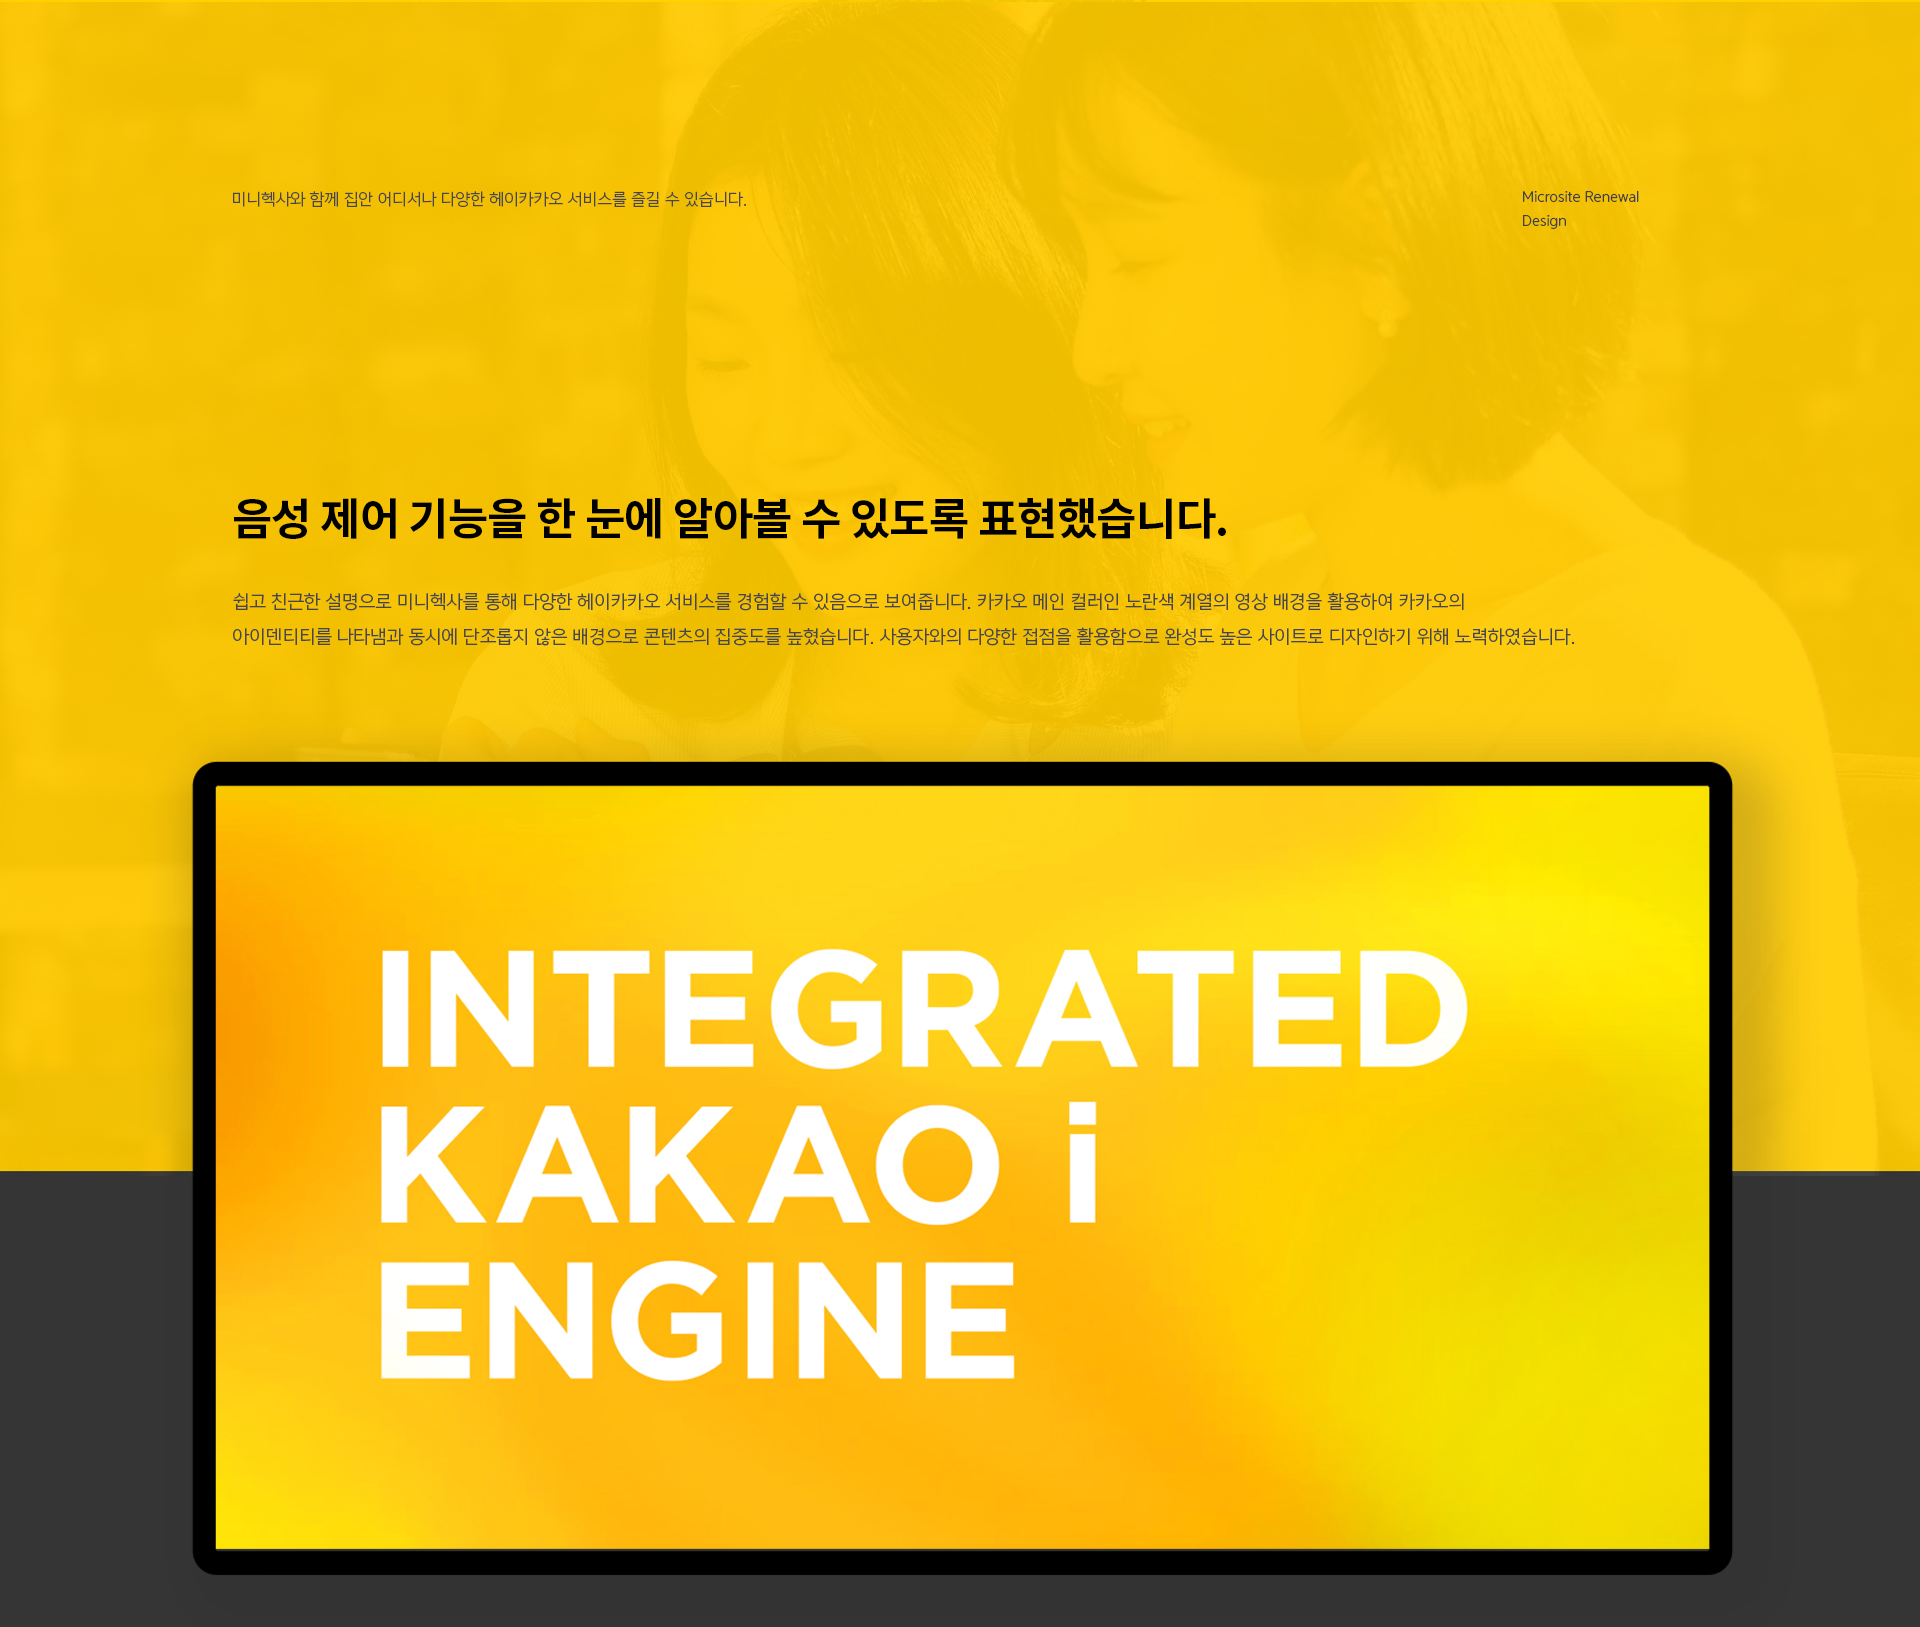 미니헥사와 함께 집안 어디서나 다양한 헤이카카오 서비스를 즐길 수 있습니다.
Microsite Renewal
Design
음성 제어 기능을 한 눈에 알아볼 수 있도록 표현했습니다.
쉽고 친근한 설명으로 미니헥사를 통해 다양한 헤이카카오 서비스를 경험할 수 있음으로 보여줍니다. 카카오 메인 컬러인 노란색 계열의 영상 배경을 활용하여 카카오의
아이덴티티를 나타냄과 동시에 단조롭지 않은 배경으로 콘텐츠의 집중도를 높혔습니다. 사용자와의 다양한 접점을 활용함으로 완성도 높은 사이트로 디자인하기 위해 노력하였습니다.
INTEGRATED
KAKAO i
ENGINE